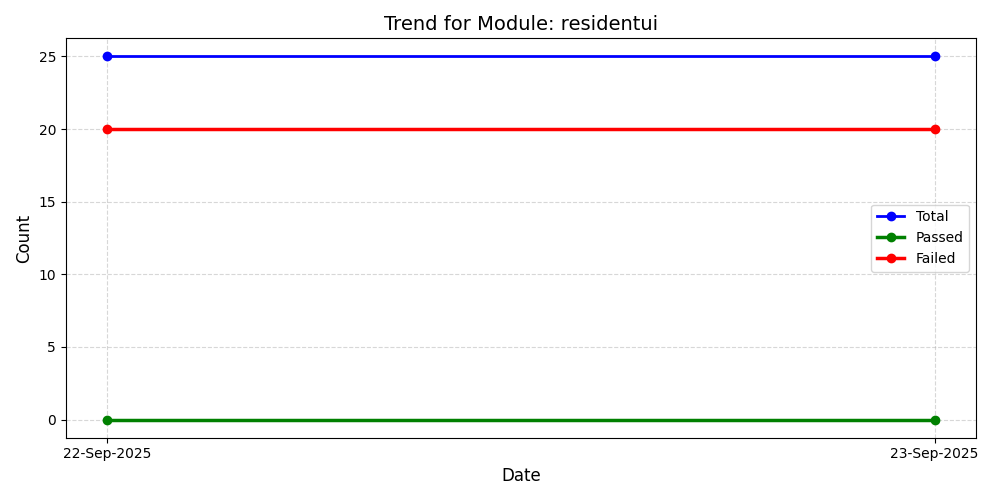 Trend for Module: residentui
Count
25
20
15
10
5
0
Total
Passed
Failed
22-Sep-2025
23-Sep-2025
Date